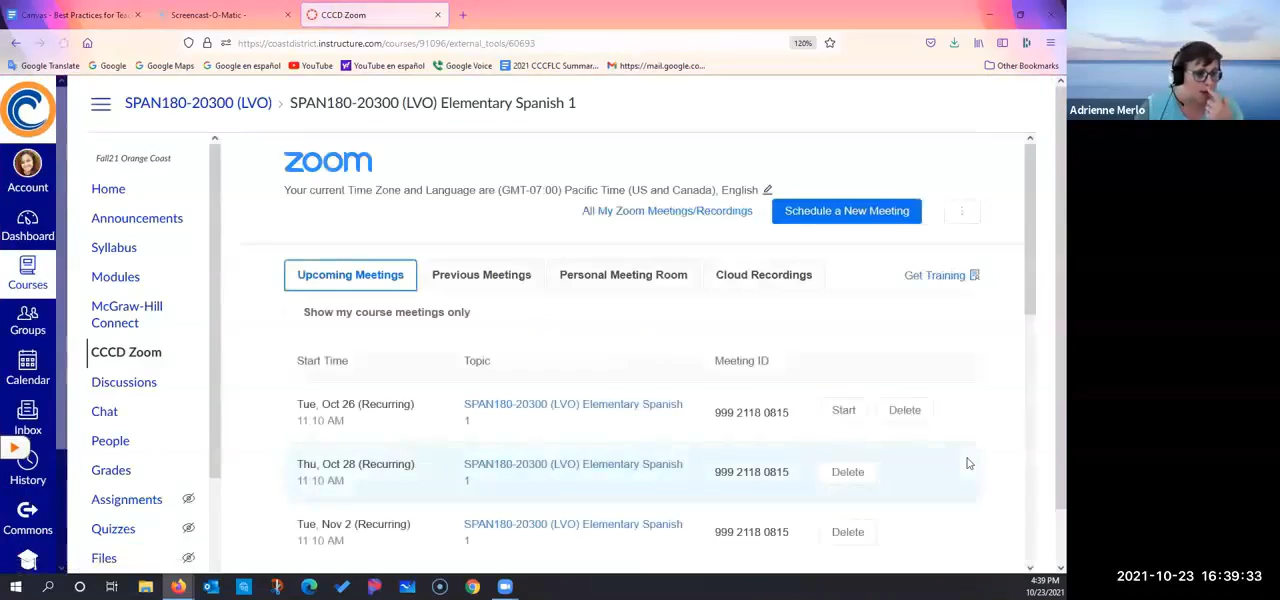 Canvas - Best Practices for Tea
Screencast-O-Matic -
CCCD Zoom
https://coastdistrict.instructure.com/courses/91096/external_tools/60693
120%
Google Translate
Google
Google Maps
Google en español
YouTube
YouTube en español
Google Voice
2021 CCCFLC Summar...
https://mail.google.co...
Other Bookmarks
Adrienne Merlo
SPAN180-20300 (LVO) › SPAN180-20300 (LVO) Elementary Spanish 1
Account
Dashboard
Courses
Groups
Calendar
Inbox
History
Commons
Fall21 Orange Coast
Home
Announcements
Syllabus
Modules
McGraw-Hill
Connect
CCCD Zoom
Discussions
Chat
People
Grades
Assignments
Quizzes
Files
zoom
Your current Time Zone and Language are (GMT-07:00) Pacific Time (US and Canada), English
All My Zoom Meetings/Recordings
Schedule a New Meeting
Upcoming Meetings
Previous Meetings
Personal Meeting Room
Cloud Recordings
Get Training
Show my course meetings only
Start Time
Topic
Meeting ID
Tue, Oct 26 (Recurring)
11:10 AM
SPAN180-20300 (LVO) Elementary Spanish
1
999 2118 0815
Start
Delete
Thu, Oct 28 (Recurring)
11:10 AM
SPAN180-20300 (LVO) Elementary Spanish
1
999 2118 0815
Delete
Tue, Nov 2 (Recurring)
11:10 AM
SPAN180-20300 (LVO) Elementary Spanish
1
999 2118 0815
Delete
4:39 PM
10/23/2021
2021-10-23 16:39:33